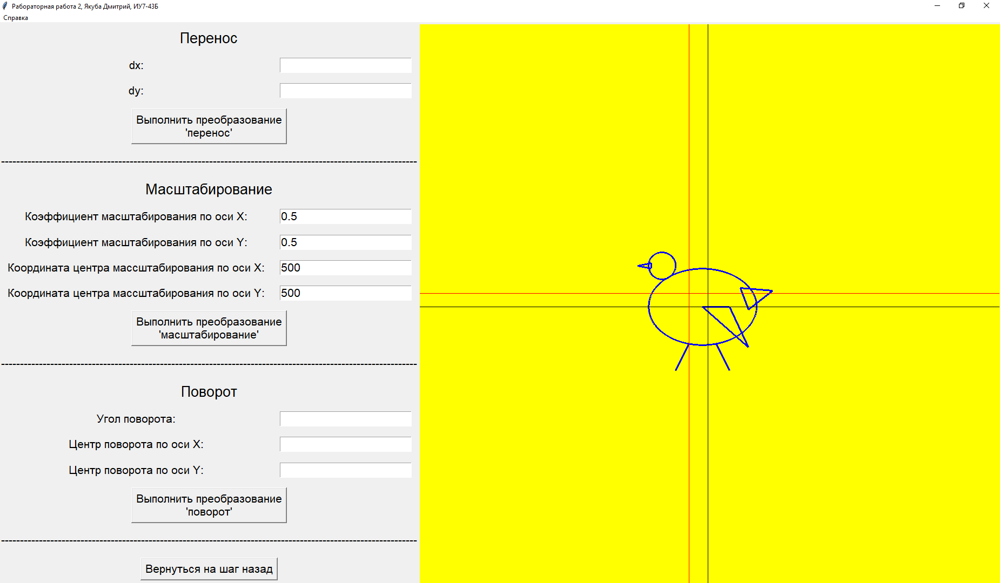 Рабораторная работа 2, Якуба Дмитрий, ИУ7-43Б
Справка
Перенос
dx:
dy:
Выполнить преобразование
'перенос'
Масштабирование
Коэффициент масштабирования по оси X: 0.5
Коэффициент масштабирования по оси Y: 0.5
Координата центра массштабирования по оси X: 500
Координата центра массштабирования по оси Y: 500
Выполнить преобразование
'масштабирование'
Поворот
Угол поворота:
Центр поворота по оси X:
Центр поворота по оси Y:
Выполнить преобразование
'поворот'
Вернуться на шаг назад